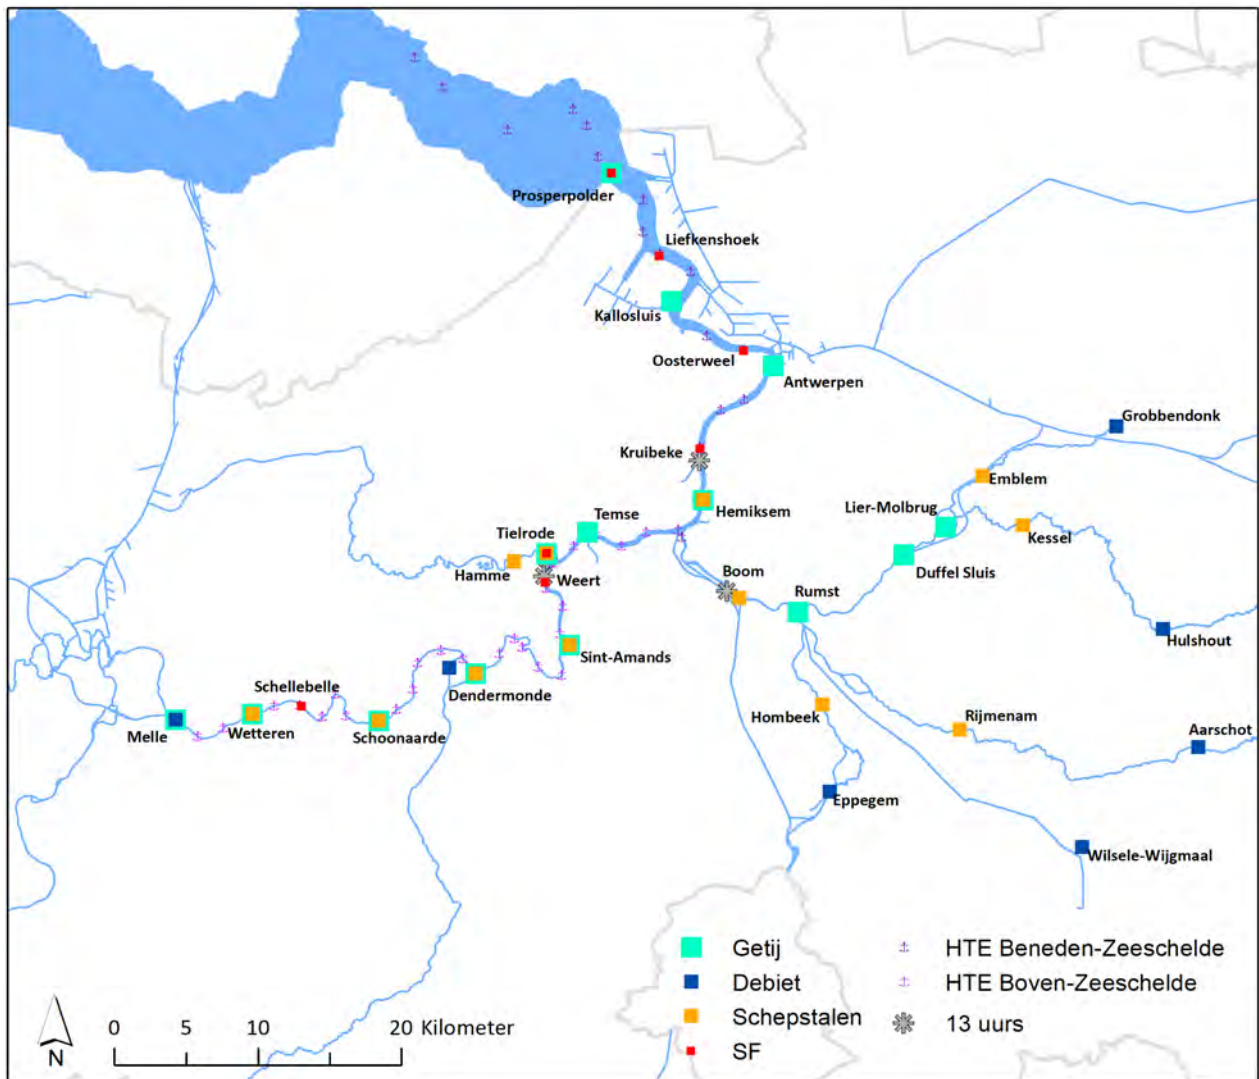 Prosperpolder
Liefkenshoek
Kallosluis
Oosterweel
Antwerpen
Grobbendonk
Kruibeke
Emblem
Hemiksem
Temse
Lier-Molbrug
Tielrode
Kessel
Hamme
Weert
Boom
Duffel Sluis
Rumst
Hulshout
Sint-Amands
Schellebelle
Dendermonde
Hombeek
Rijmenam
Aarschot
Melle
Wetteren
Schoonaarde
Eppegem
Wilsele-Wijgmaal
Getij
Debiet
Schepstalen
SF
HTE Beneden-Zeeschelde
HTE Boven-Zeeschelde
13 uurs
N
0 5 10 20 Kilometer